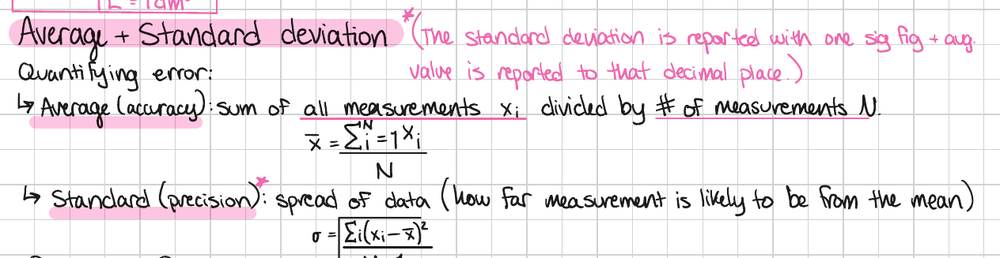 Average + Standard deviation *(The standard deviation is reported with one sig fig + avg.
Quantifying error: value is reported to that decimal place.)
↳ Average (accuracy): sum of all measurements xi divided by # of measurements N.
x̄ = ∑ᴺi=1 xi
N
↳ Standard (precision)*: spread of data (how far measurement is likely to be from the mean)
σ = √∑i(xi-x̄)²